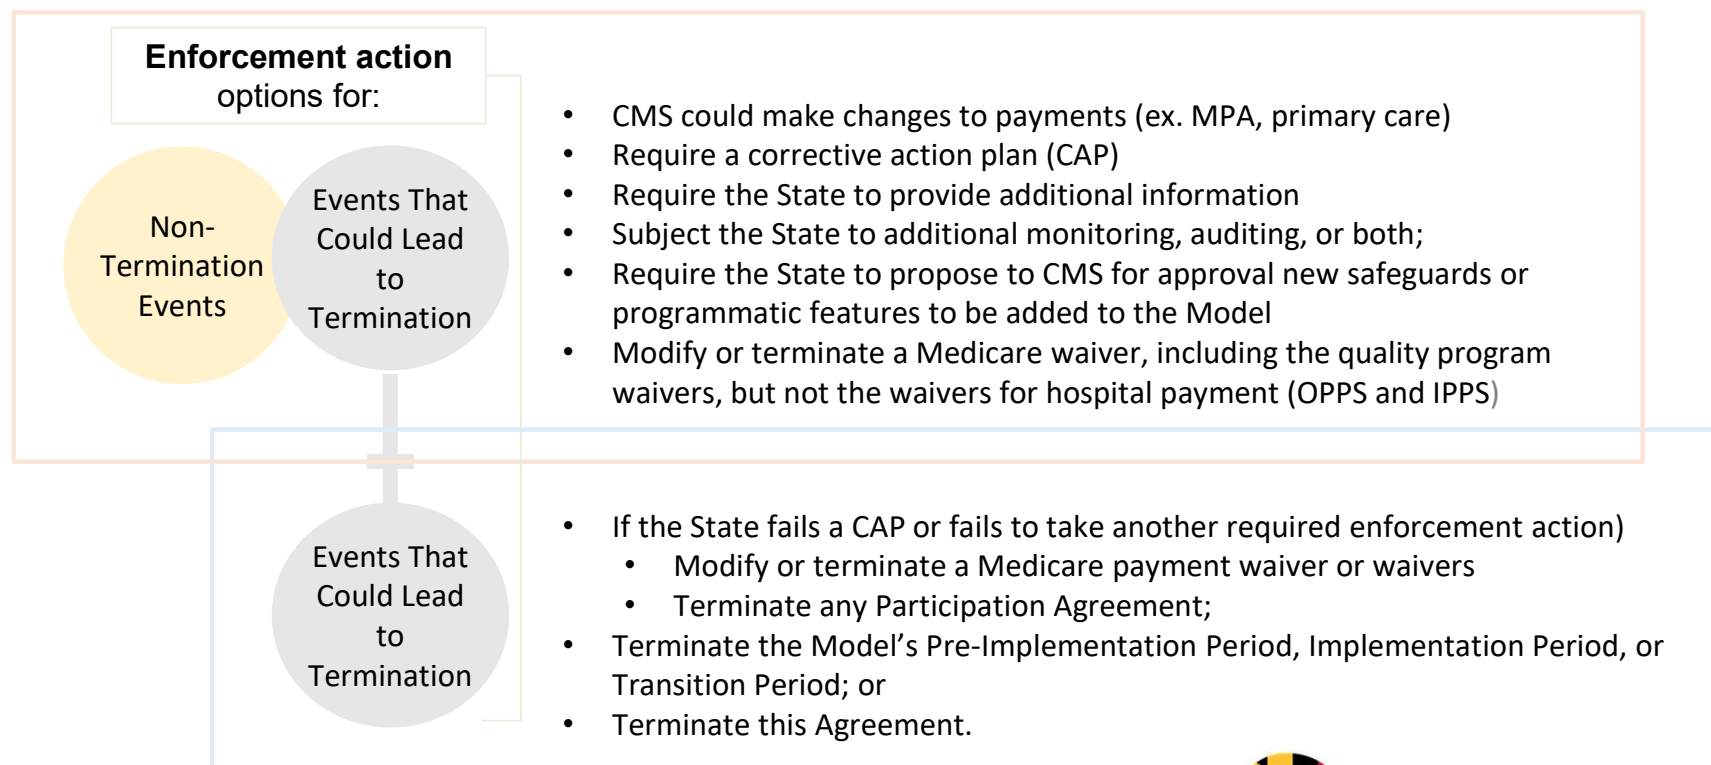 Enforcement action
options for:
Non-
Termination
Events
Events That
Could Lead
to
Termination
• CMS could make changes to payments (ex. MPA, primary care)
• Require a corrective action plan (CAP)
• Require the State to provide additional information
• Subject the State to additional monitoring, auditing, or both;
• Require the State to propose to CMS for approval new safeguards or
programmatic features to be added to the Model
• Modify or terminate a Medicare waiver, including the quality program
waivers, but not the waivers for hospital payment (OPPS and IPPS)
Events That
Could Lead
to
Termination
• If the State fails a CAP or fails to take another required enforcement action)
• Modify or terminate a Medicare payment waiver or waivers
• Terminate any Participation Agreement;
• Terminate the Model’s Pre-Implementation Period, Implementation Period, or
Transition Period; or
• Terminate this Agreement.